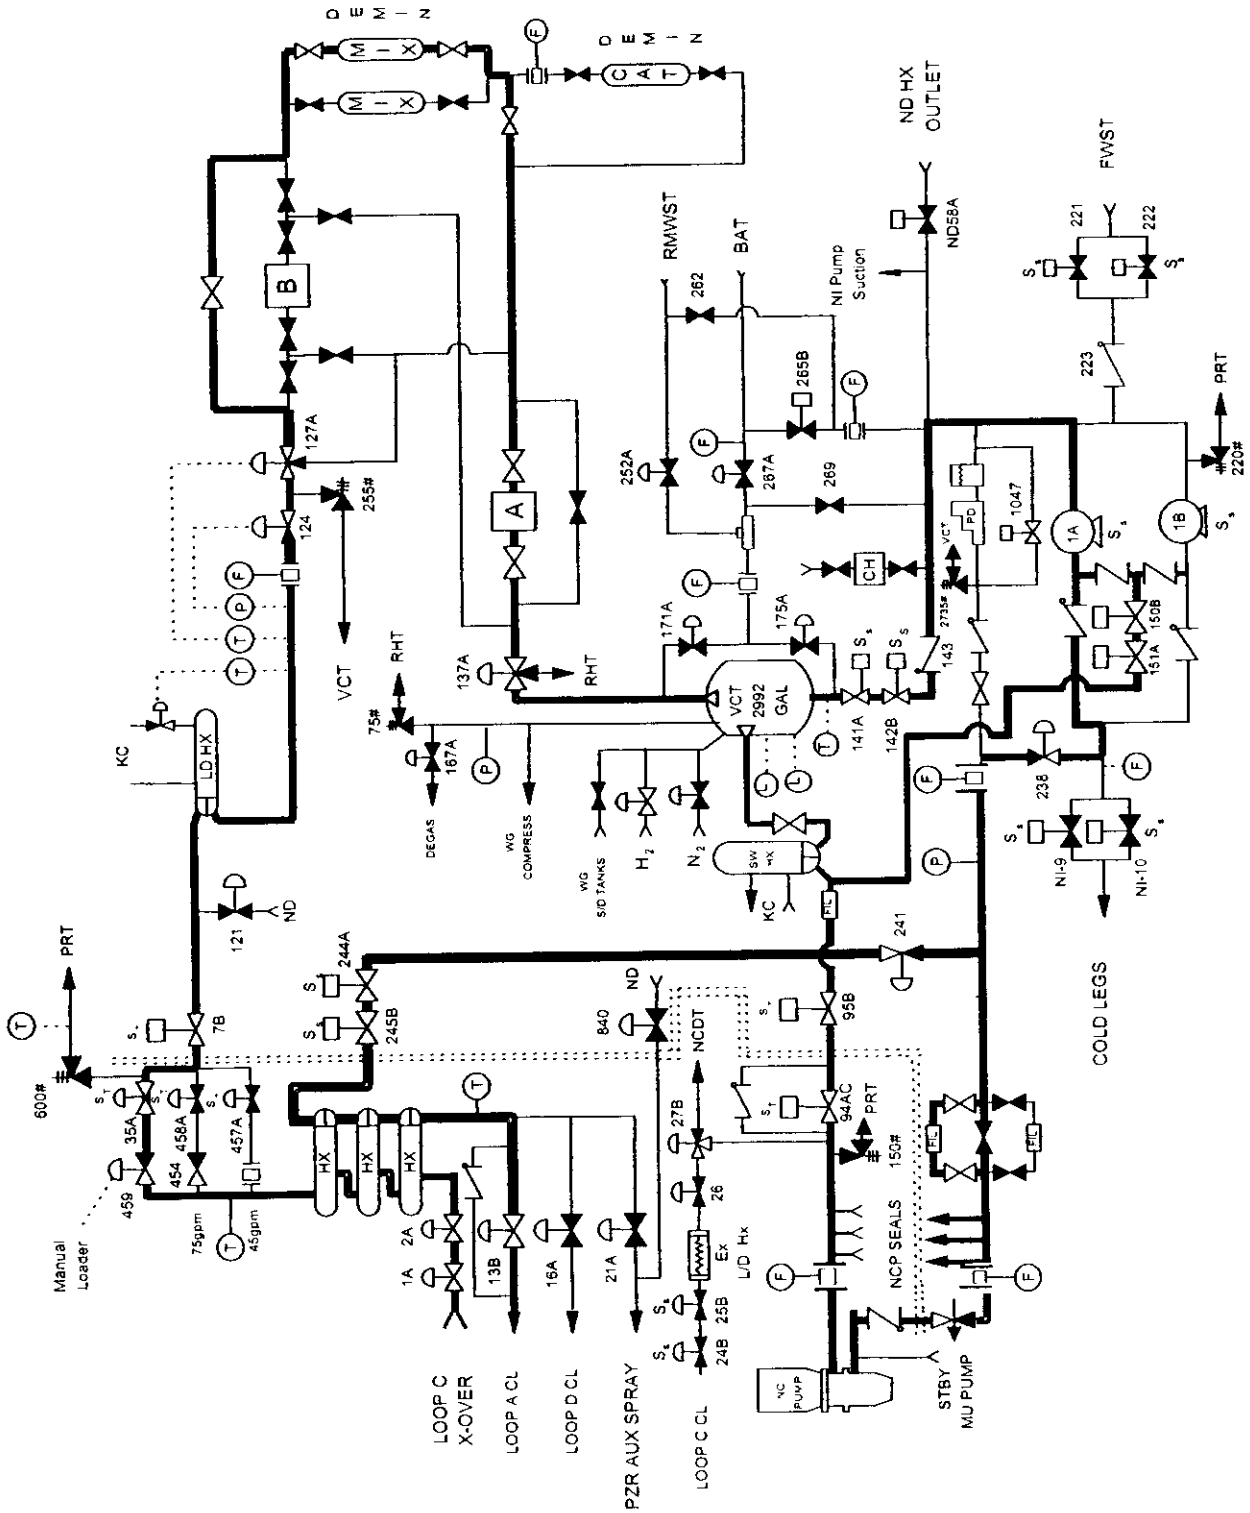 DEMIN
MIX
MIX
F
DEMIN
CAT
ND HX
OUTLET
FWST
221
222
S s
S s
ND58A
NI Pump
Suction
RMWST
BAT
262
265B
F
223
PRT
220#
B
127A
124
255#
F
P
T
T
VCT
A
252A
F
267A
269
CH
VCT
2735#
PD
1047
1A
S s
1B
S s
KC
LD HX
RHT
75#
137A
RHT
167A
P
DEGAS
WG
COMPRESS
171A
F
175A
VCT
2992
GAL
T
L
L
S s
S s
141A
142B
143
150B
151A
WG
S/D TANKS
H2
N2
SW
HX
KC
FIL
F
238
F
P
S s
S s
NI-9
NI-10
COLD LEGS
PRT
T
600#
121
ND
7B
244A
245B
S s
S s
241
840
ND
95B
NCDT
Manual
Loader
459
35A
S T
458A
457A
454
75gpm
45gpm
T
HX
HX
HX
T
2A
1A
13B
16A
21A
27B
26
Ex
L/D Hx
25B
24B
S s
S s
S T
94AC
PRT
150#
NCP SEALS
FIL
FIL
F
F
LOOP C
X-OVER
LOOP A CL
LOOP D CL
PZR AUX SPRAY
LOOP C CL
NC
PUMP
STBY
MU PUMP